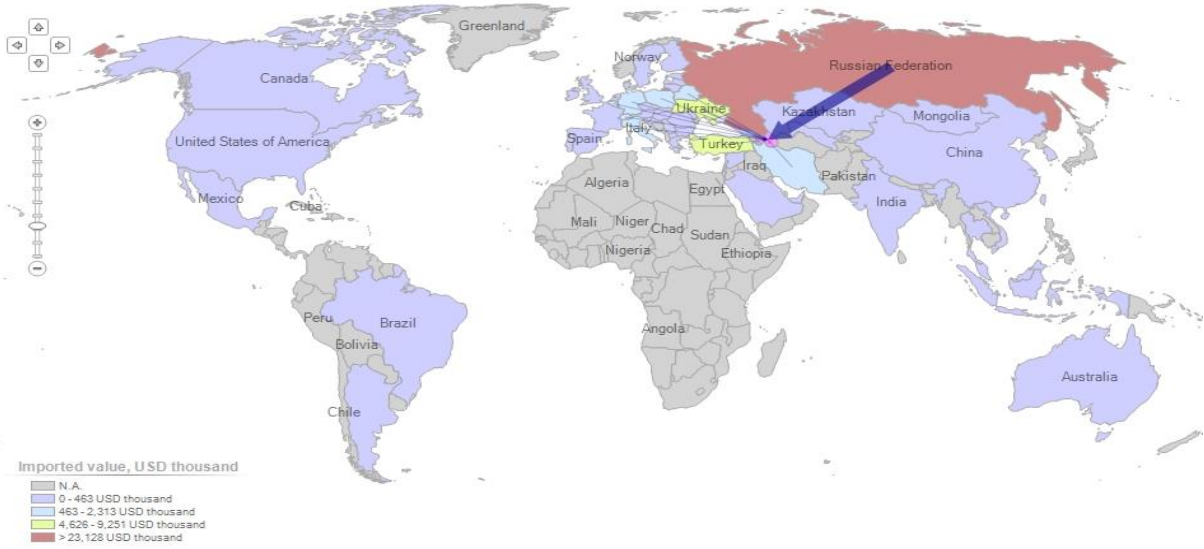 Greenland
Norway
Canada
Russian Federation
Ukraine
Kazakhstan
Mongolia
United States of America
Spain
Italy
Turkey
China
Iraq
Pakistan
Mexico
Cuba
Algeria
Egypt
India
Mali
Niger
Chad
Sudan
Nigeria
Ethiopia
Peru
Brazil
Angola
Bolivia
Australia
Chile
Imported value, USD thousand
N.A.
0 - 463 USD thousand
463 - 2,313 USD thousand
4,626 - 9,251 USD thousand
> 23,128 USD thousand